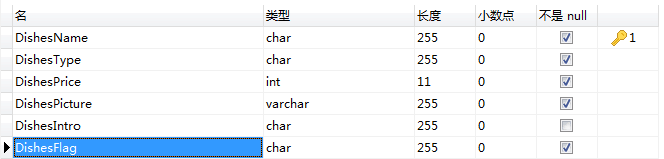 名 类型 长度 小数点 不是 null
DishesName char 255 0 1
DishesType char 255 0
DishesPrice int 11 0
DishesPicture varchar 255 0
DishesIntro char 255 0
DishesFlag char 255 0